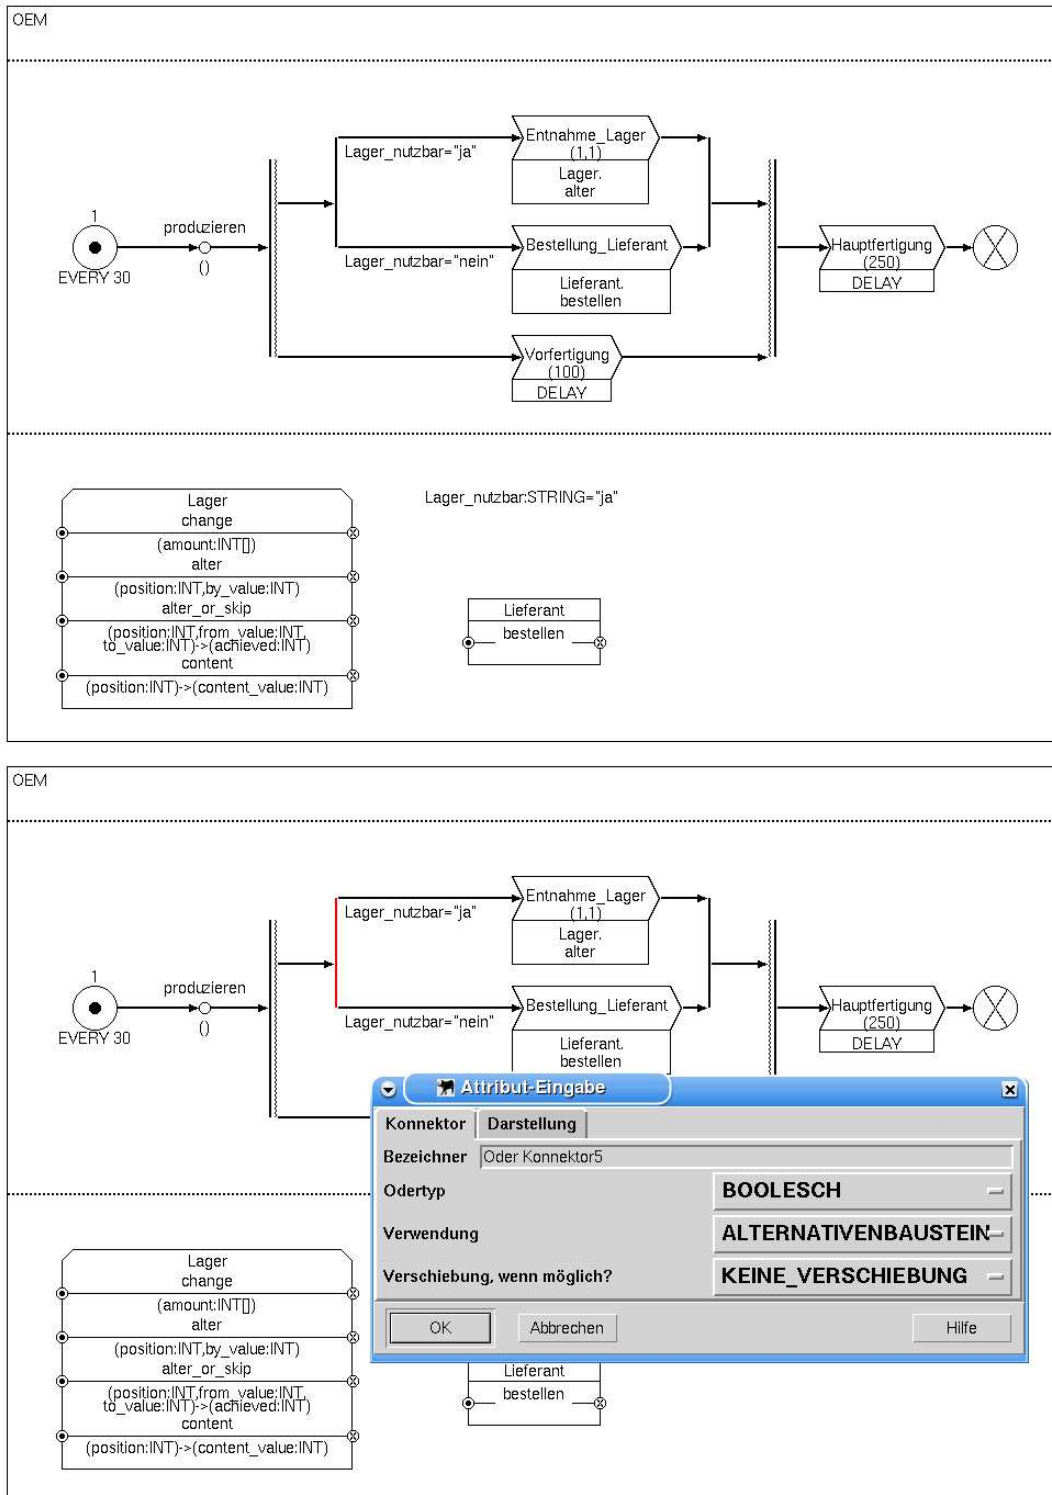 OEM
Entnahme_Lager
(1,1)
Lager_nutzbar="ja"
Lager.
alter
1
produzieren
EVERY 30
()
Bestellung_Lieferant
Lager_nutzbar="nein"
Lieferant.
bestellen
Hauptfertigung
(250)
DELAY
Vorfertigung
(100)
DELAY
Lager
change
(amount:INT[])
alter
(position:INT,by_value:INT)
alter_or_skip
(position:INT,from_value:INT,
to_value:INT)->(achieved:INT)
content
(position:INT)->(content_value:INT)
Lager_nutzbar:STRING="ja"
Lieferant
bestellen
OEM
Entnahme_Lager
(1,1)
Lager_nutzbar="ja"
Lager.
alter
1
produzieren
EVERY 30
()
Bestellung_Lieferant
Lager_nutzbar="nein"
Lieferant.
bestellen
Hauptfertigung
(250)
DELAY
Attribut-Eingabe
Konnektor
Darstellung
Bezeichner
Oder Konnektor5
Odertyp
BOOLESCH
Verwendung
ALTERNATIVENBAUSTEIN
Verschiebung, wenn möglich?
KEINE_VERSCHIEBUNG
OK
Abbrechen
Hilfe
Lager
change
(amount:INT[])
alter
(position:INT,by_value:INT)
alter_or_skip
(position:INT,from_value:INT,
to_value:INT)->(achieved:INT)
content
(position:INT)->(content_value:INT)
Lieferant
bestellen